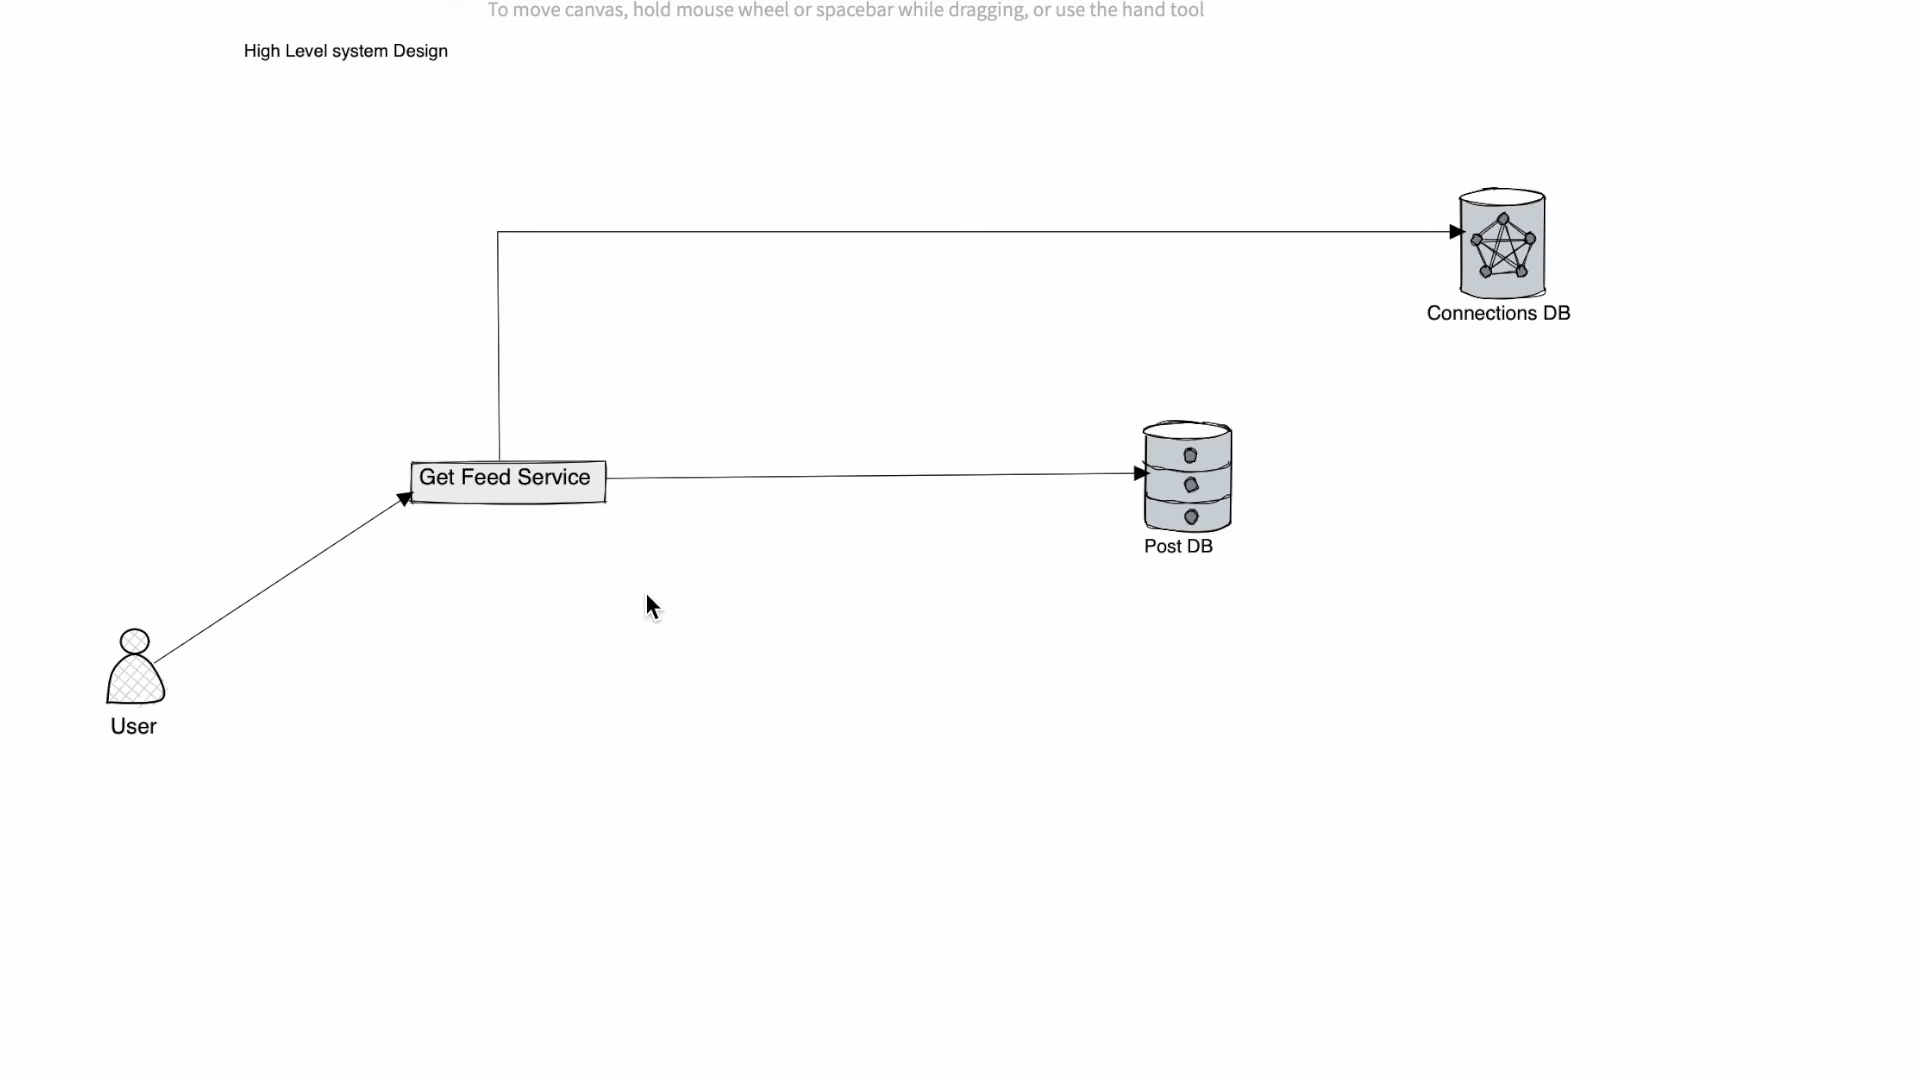 To move canvas, hold mouse wheel or spacebar while dragging, or use the hand tool
High Level system Design
Connections DB
Get Feed Service
Post DB
User